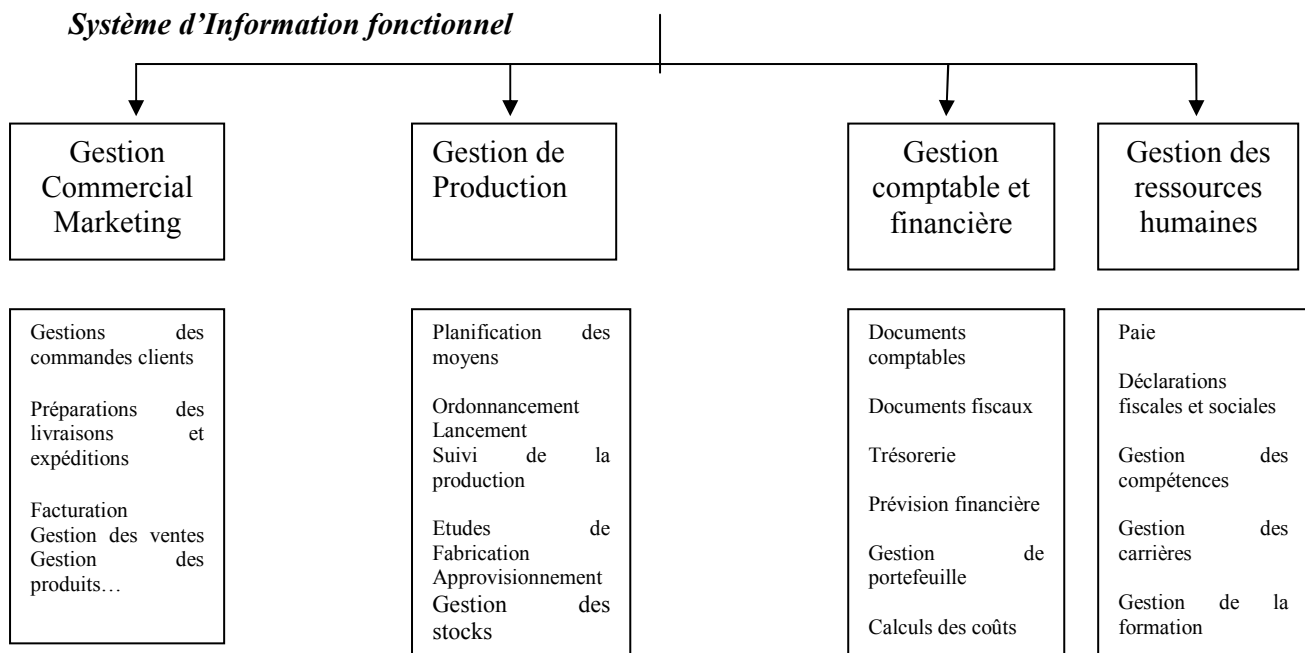 Système d’Information fonctionnel
Gestion
Commercial
Marketing
Gestion de
Production
Gestion
comptable et
financière
Gestion des
ressources
humaines
Gestions des
commandes clients
Préparations des
livraisons et
expéditions
Facturation
Gestion des ventes
Gestion des
produits…
Planification des
moyens
Ordonnancement
Lancement
Suivi de la
production
Etudes de
Fabrication
Approvisionnement
Gestion des
stocks
Documents
comptables
Documents fiscaux
Trésorerie
Prévision financière
Gestion de
portefeuille
Calculs des coûts
Paie
Déclarations
fiscales et sociales
Gestion des
compétences
Gestion des
carrières
Gestion de la
formation